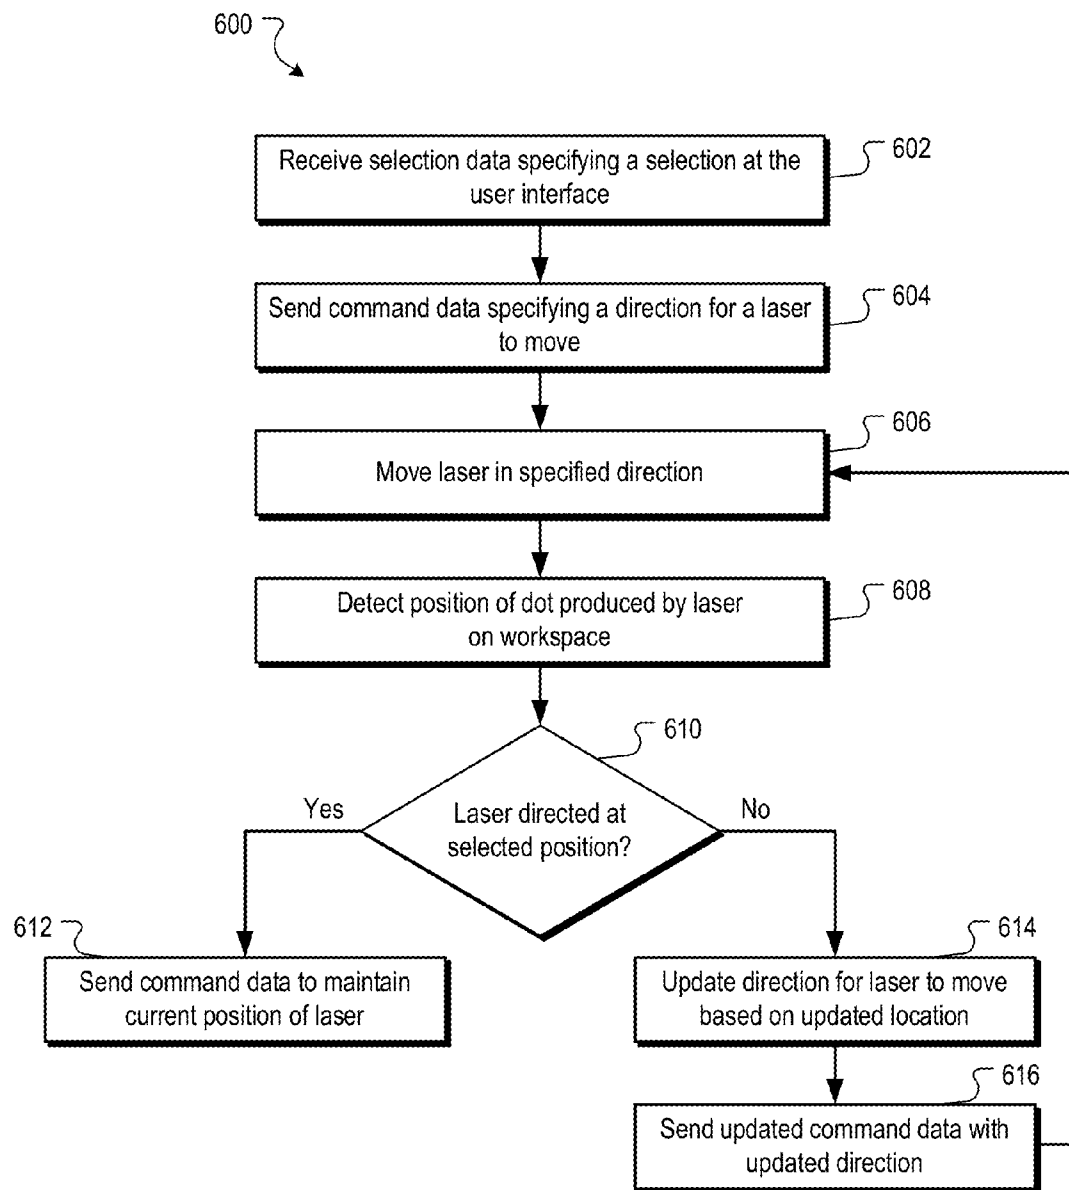 600
Receive selection data specifying a selection at the
user interface
602
Send command data specifying a direction for a laser
to move
604
Move laser in specified direction
606
Detect position of dot produced by laser
on workspace
608
Laser directed at
selected position?
610
Yes
No
612
Send command data to maintain
current position of laser
614
Update direction for laser to move
based on updated location
616
Send updated command data with
updated direction